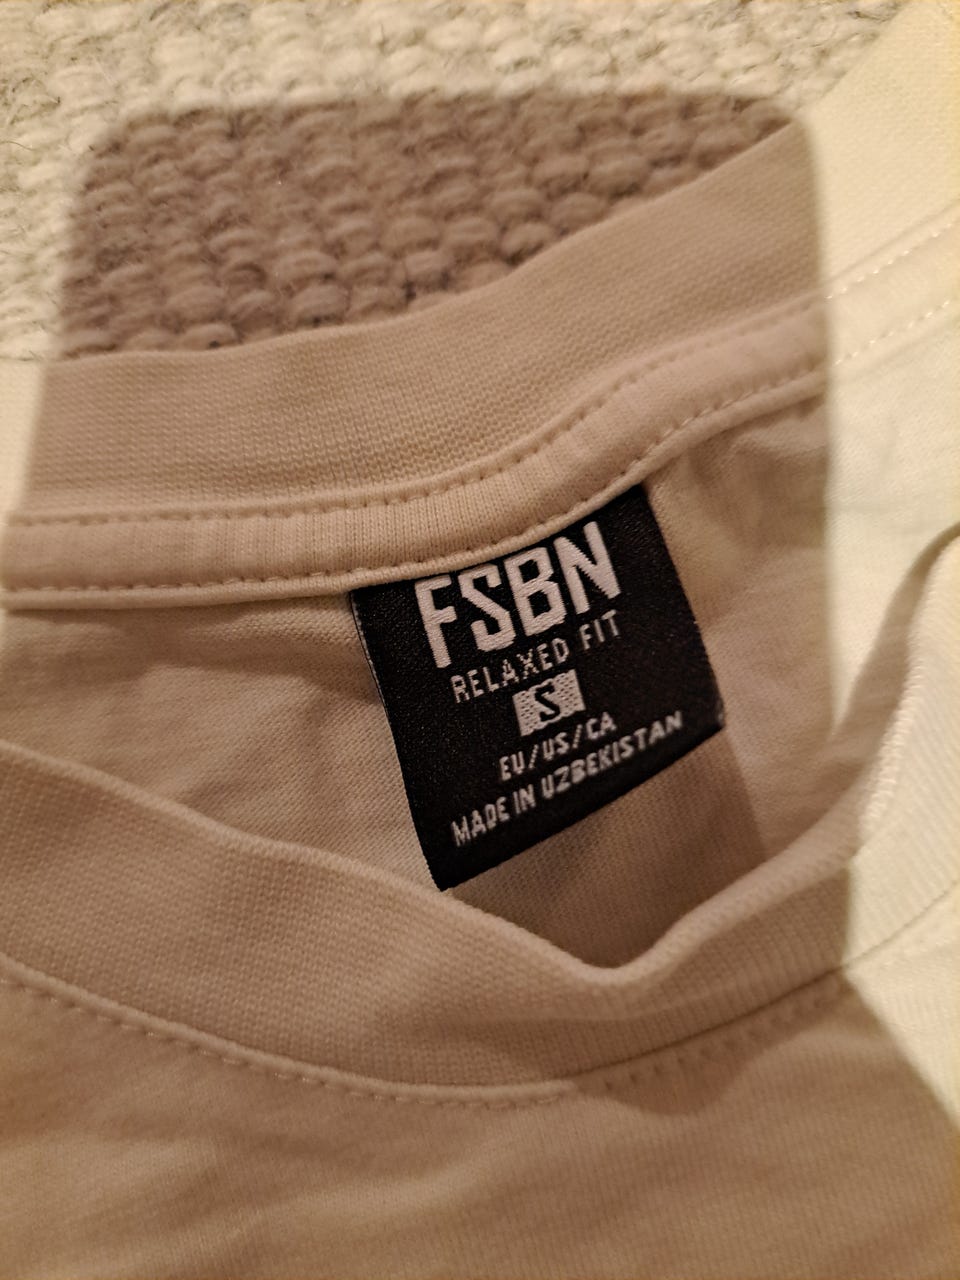 FSBN
RELAXED FIT
S
EU/US/CA
MADE IN UZBEKISTAN